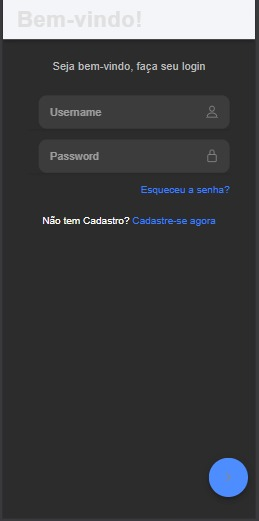 Bem-vindo!
Seja bem-vindo, faça seu login
Username
Password
Esqueceu a senha?
Não tem Cadastro? Cadastre-se agora